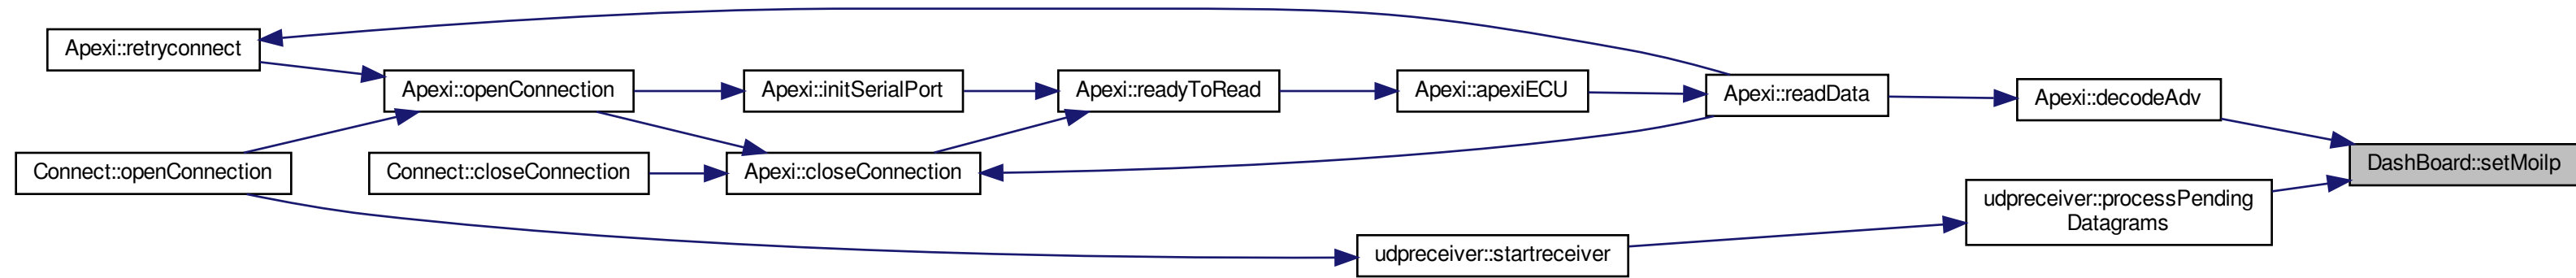 Apexi::retryconnect
Apexi::openConnection
Apexi::initSerialPort
Apexi::readyToRead
Apexi::apexiECU
Apexi::readData
Apexi::decodeAdv
Connect::openConnection
Connect::closeConnection
Apexi::closeConnection
DashBoard::setMoilp
udpreceiver::processPending
Datagrams
udpreceiver::startreceiver